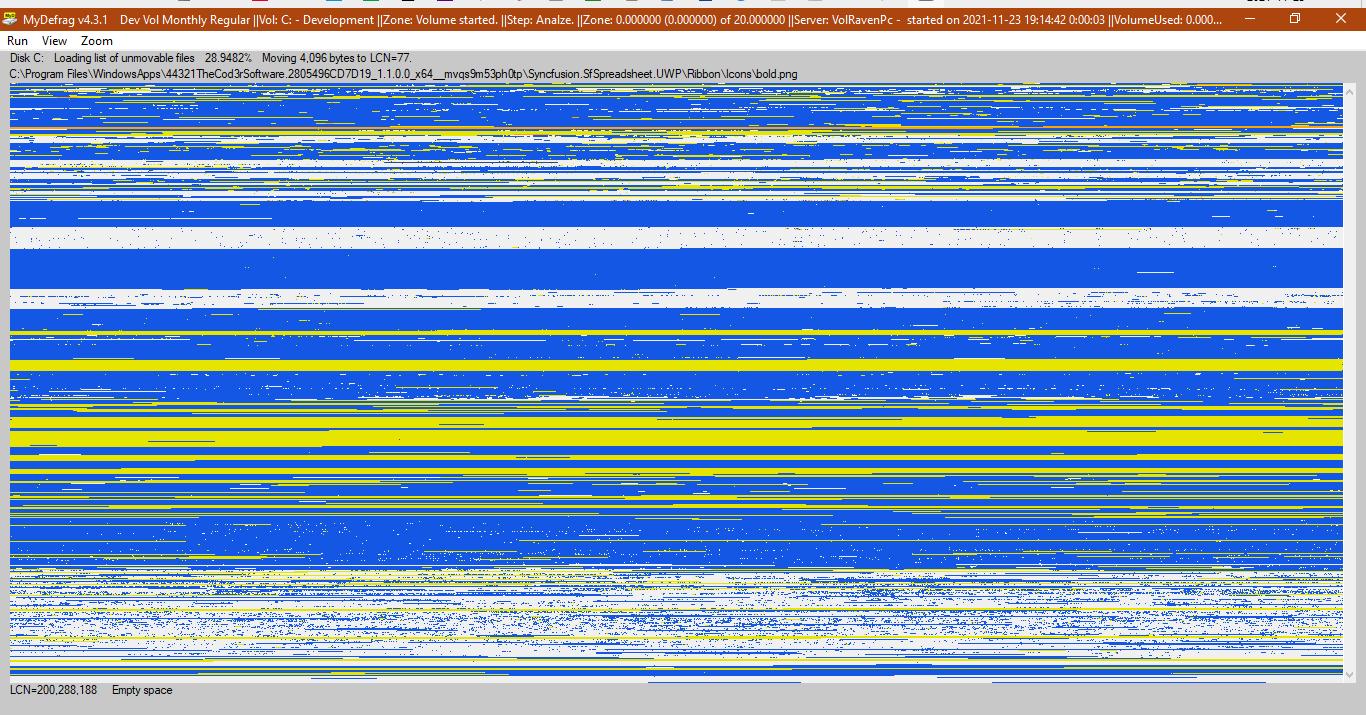 MyDefrag v4.3.1 Dev Vol Monthly Regular ||Vol: C: - Development ||Zone: Volume started. ||Step: Analze. ||Zone: 0.000000 (0.000000) of 20.000000 ||Server: VolRavenPc - started on 2021-11-23 19:14:42 0:00:03 ||VolumeUsed: 0.000...
Run View Zoom
Disk C: Loading list of unmovable files 28.9482% Moving 4,096 bytes to LCN=77.
C:\Program Files\WindowsApps\44321TheCod3rSoftware.2805496CD7D19_1.1.0.0_x64__mvqs9m53ph0tp\Syncfusion.SfSpreadsheet.UWP\Ribbon\Icons\bold.png
LCN=200,288,188 Empty space